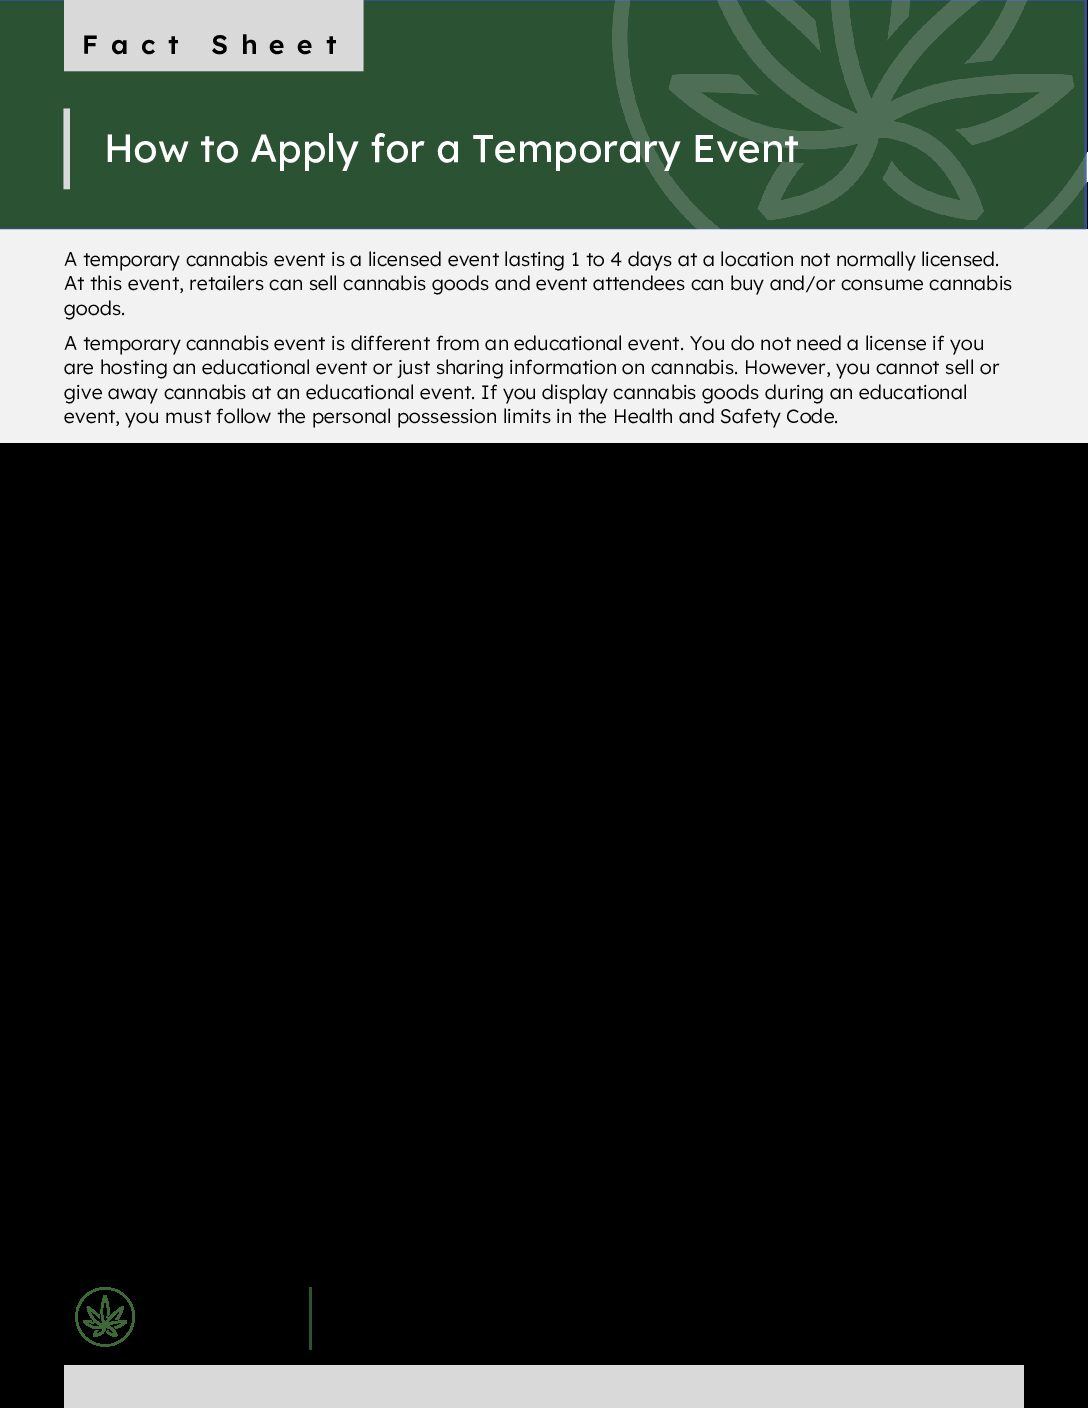 Fact Sheet
How to Apply for a Temporary Event
A temporary cannabis event is a licensed event lasting 1 to 4 days at a location not normally licensed.
At this event, retailers can sell cannabis goods and event attendees can buy and/or consume cannabis
goods.
A temporary cannabis event is different from an educational event. You do not need a license if you
are hosting an educational event or just sharing information on cannabis. However, you cannot sell or
give away cannabis at an educational event. If you display cannabis goods during an educational
event, you must follow the personal possession limits in the Health and Safety Code.